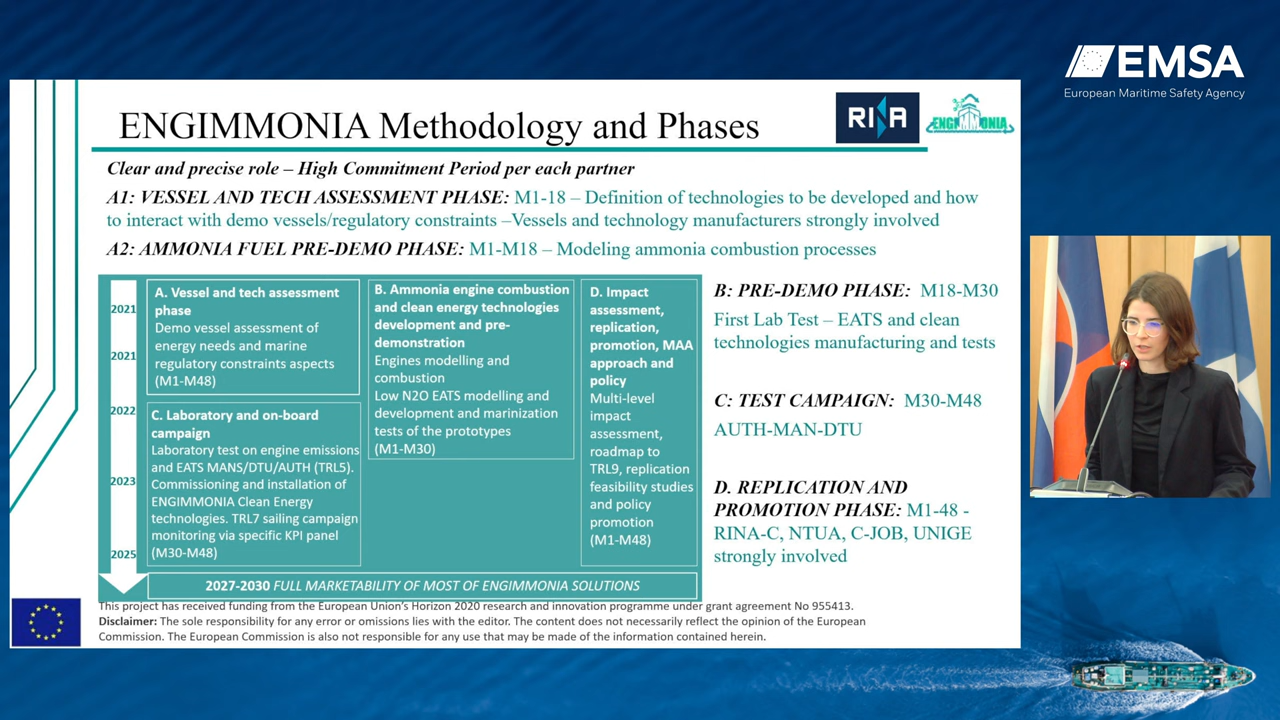 EMSA
European Maritime Safety Agency
ENGIMMONIA Methodology and Phases
RINA
ENGIMMONIA
Clear and precise role – High Commitment Period per each partner
A1: VESSEL AND TECH ASSESSMENT PHASE: M1-18 – Definition of technologies to be developed and how
to interact with demo vessels/regulatory constraints –Vessels and technology manufacturers strongly involved
A2: AMMONIA FUEL PRE-DEMO PHASE: M1-M18 – Modeling ammonia combustion processes
2021
2021
2022
2023
2025
A. Vessel and tech assessment
phase
Demo vessel assessment of
energy needs and marine
regulatory constraints aspects
(M1-M48)
C. Laboratory and on-board
campaign
Laboratory test on engine emissions
and EATS MANS/DTU/AUTH (TRL5).
Commissioning and installation of
ENGIMMONIA Clean Energy
technologies. TRL7 sailing campaign
monitoring via specific KPI panel
(M30-M48)
B. Ammonia engine combustion
and clean energy technologies
development and pre-
demonstration
Engines modelling and
combustion
Low N2O EATS modelling and
development and marinization
tests of the prototypes
(M1-M30)
D. Impact
assessment,
replication,
promotion, MAA
approach and
policy
Multi-level
impact
assessment,
roadmap to
TRL9, replication
feasibility studies
and policy
promotion
(M1-M48)
2027-2030 FULL MARKETABILITY OF MOST OF ENGIMMONIA SOLUTIONS
B: PRE-DEMO PHASE: M18-M30
First Lab Test – EATS and clean
technologies manufacturing and tests
C: TEST CAMPAIGN: M30-M48
AUTH-MAN-DTU
D. REPLICATION AND
PROMOTION PHASE: M1-48 -
RINA-C, NTUA, C-JOB, UNIGE
strongly involved
This project has received funding from the European Union's Horizon 2020 research and innovation programme under grant agreement No 955413.
Disclaimer: The sole responsibility for any error or omissions lies with the editor. The content does not necessarily reflect the opinion of the European
Commission. The European Commission is also not responsible for any use that may be made of the information contained herein.